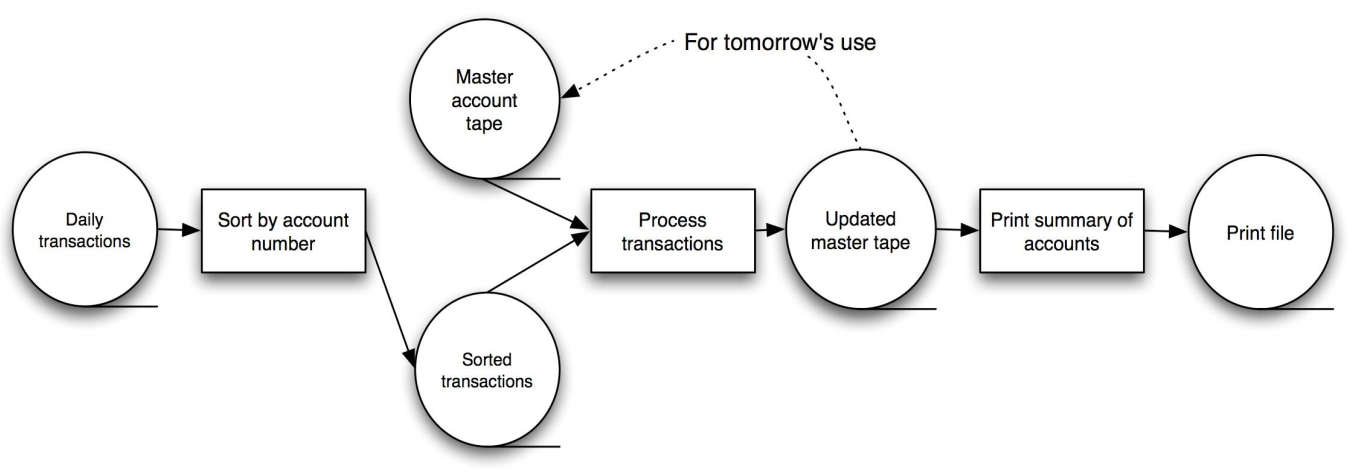 For tomorrow's use
Master
account
tape
Daily
transactions
Sort by account
number
Process
transactions
Updated
master tape
Print summary of
accounts
Print file
Sorted
transactions